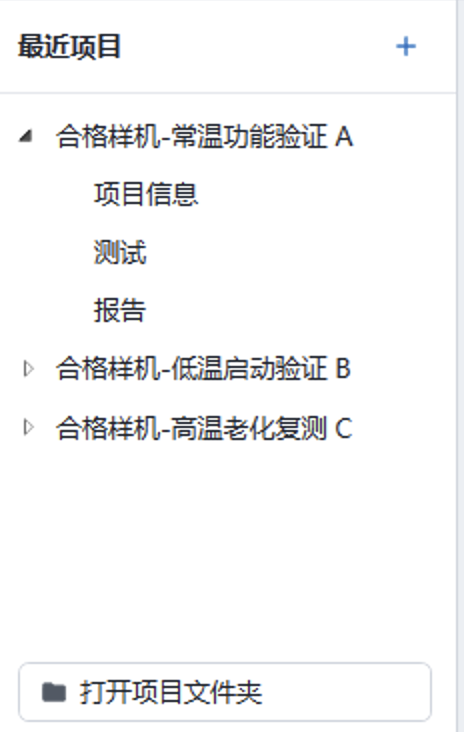 最近项目
合格样机-常温功能验证 A
项目信息
测试
报告
合格样机-低温启动验证 B
合格样机-高温老化复测 C
打开项目文件夹